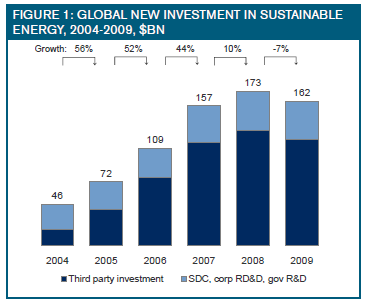 FIGURE 1: GLOBAL NEW INVESTMENT IN SUSTAINABLE
ENERGY, 2004-2009, $BN
Growth: 56% 52% 44% 10% -7%
173
157
162
109
72
46
2004 2005 2006 2007 2008 2009
Third party investment SDC, corp RD&D, gov R&D